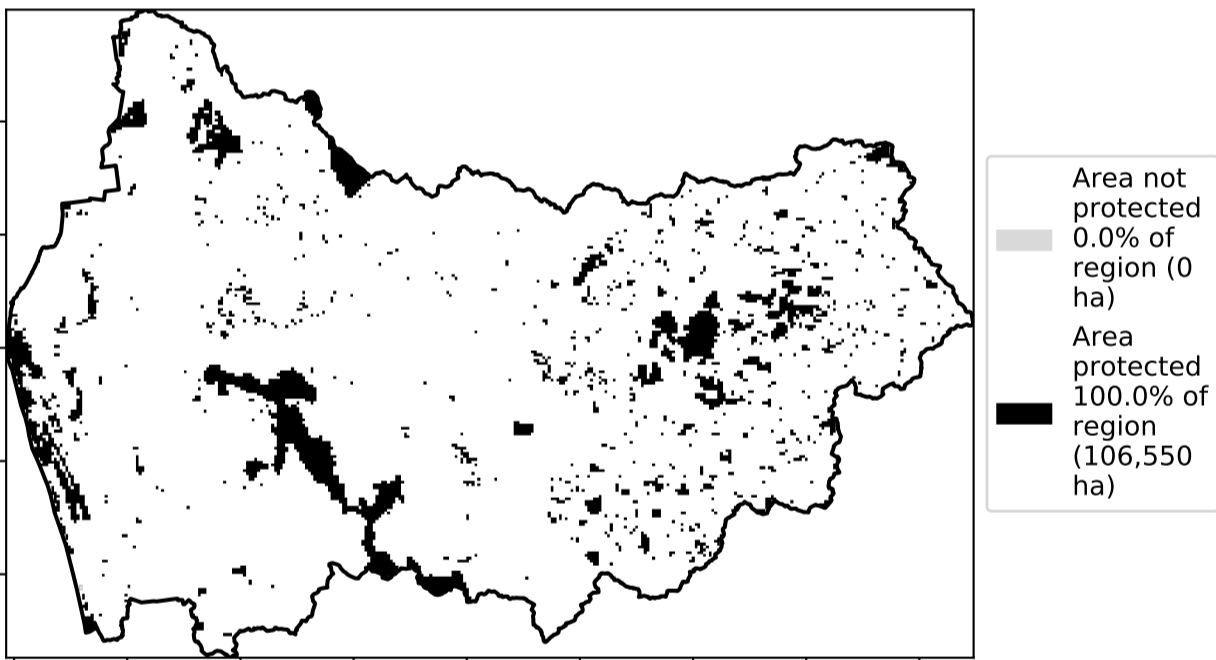 Area not
protected
0.0% of
region (0
ha)
Area
protected
100.0% of
region
(106,550
ha)